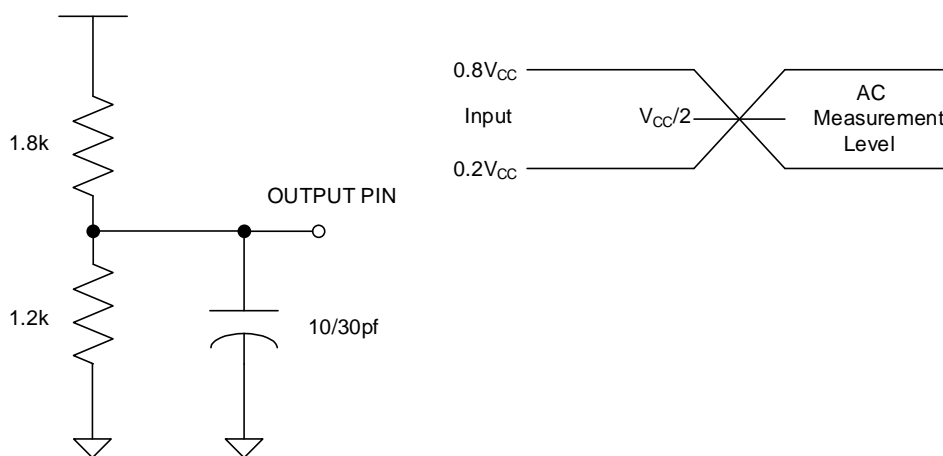 1.8k
OUTPUT PIN
1.2k
10/30pf
0.8VCC
Input
VCC/2
0.2VCC
AC
Measurement
Level